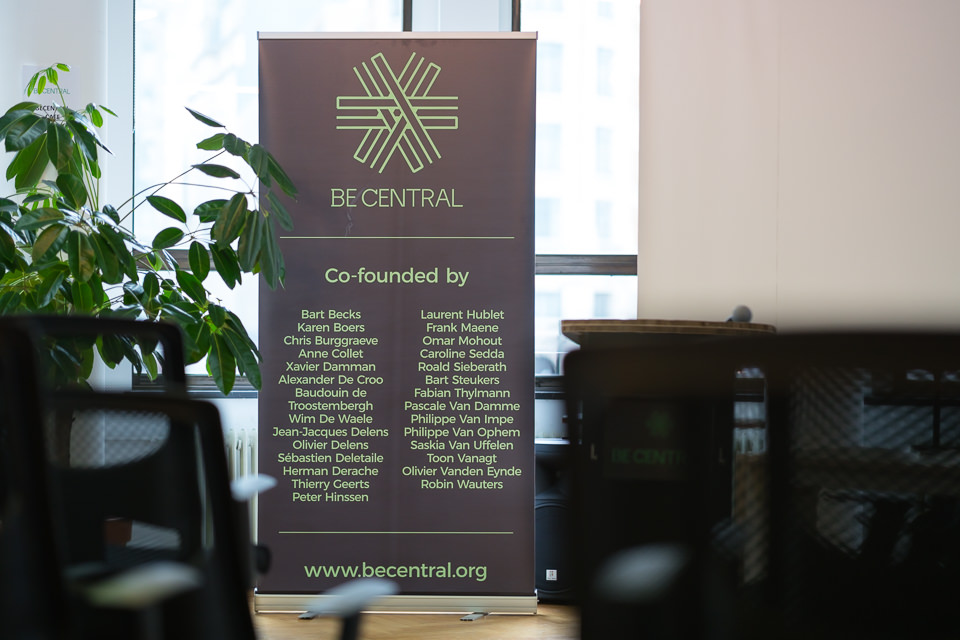 BE CENTRAL
Co-founded by
Bart Becks
Karen Boers
Chris Burggraeve
Anne Collet
Xavier Damman
Alexander De Croo
Baudouin de
Troostembergh
Wim De Waele
Jean-Jacques Delens
Olivier Delens
Sébastien Deletaile
Herman Derache
Thierry Geerts
Peter Hinssen
Laurent Hublet
Frank Maene
Omar Mohout
Caroline Sedda
Roald Sieberath
Bart Steukers
Fabian Thylmann
Pascale Van Damme
Philippe Van Impe
Philippe Van Ophem
Saskia Van Uffelen
Toon Vanagt
Olivier Vanden Eynde
Robin Wauters
www.becentral.org
BE CENTRAL